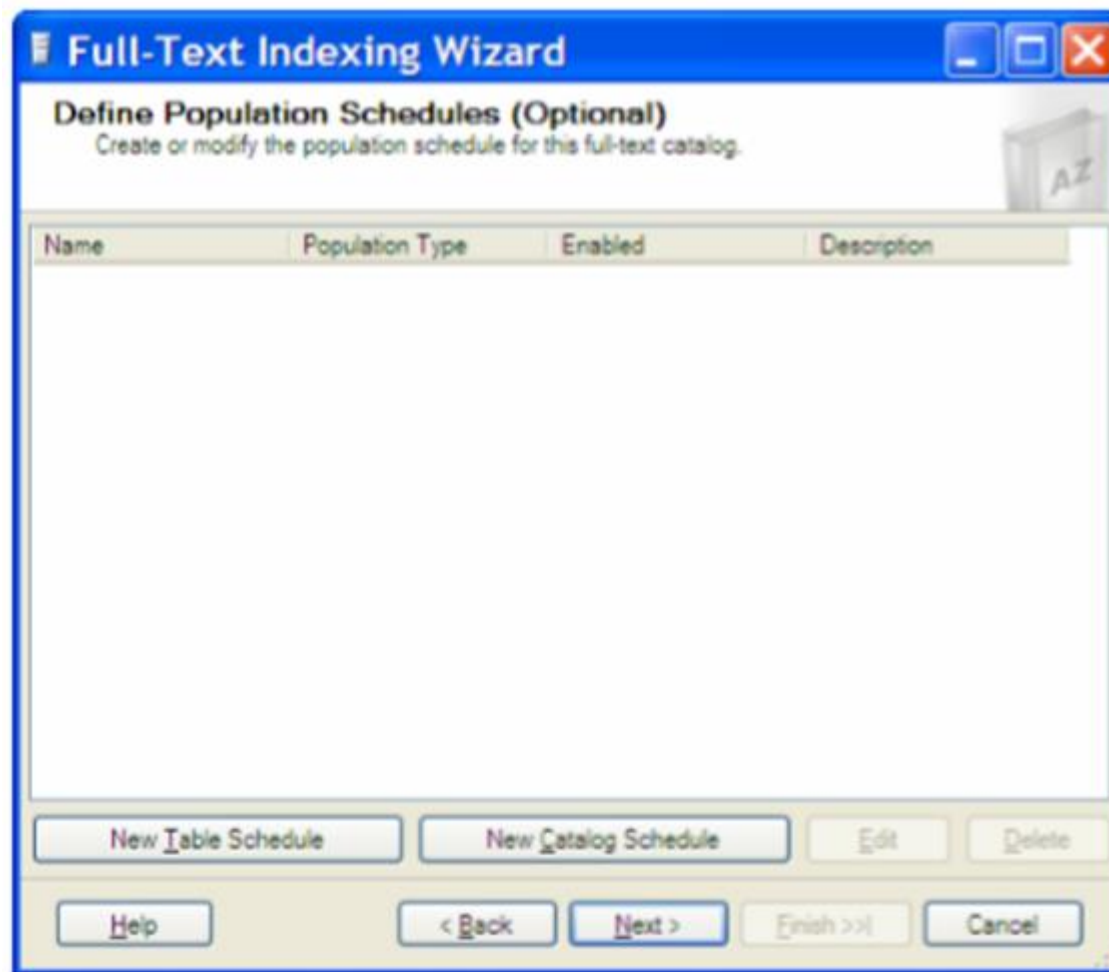 Full-Text Indexing Wizard
Define Population Schedules (Optional)
Create or modify the population schedule for this full-text catalog.
AZ
Name Population Type Enabled Description
New Table Schedule New Catalog Schedule Edit Delete
Help < Back Next > Finish >>| Cancel